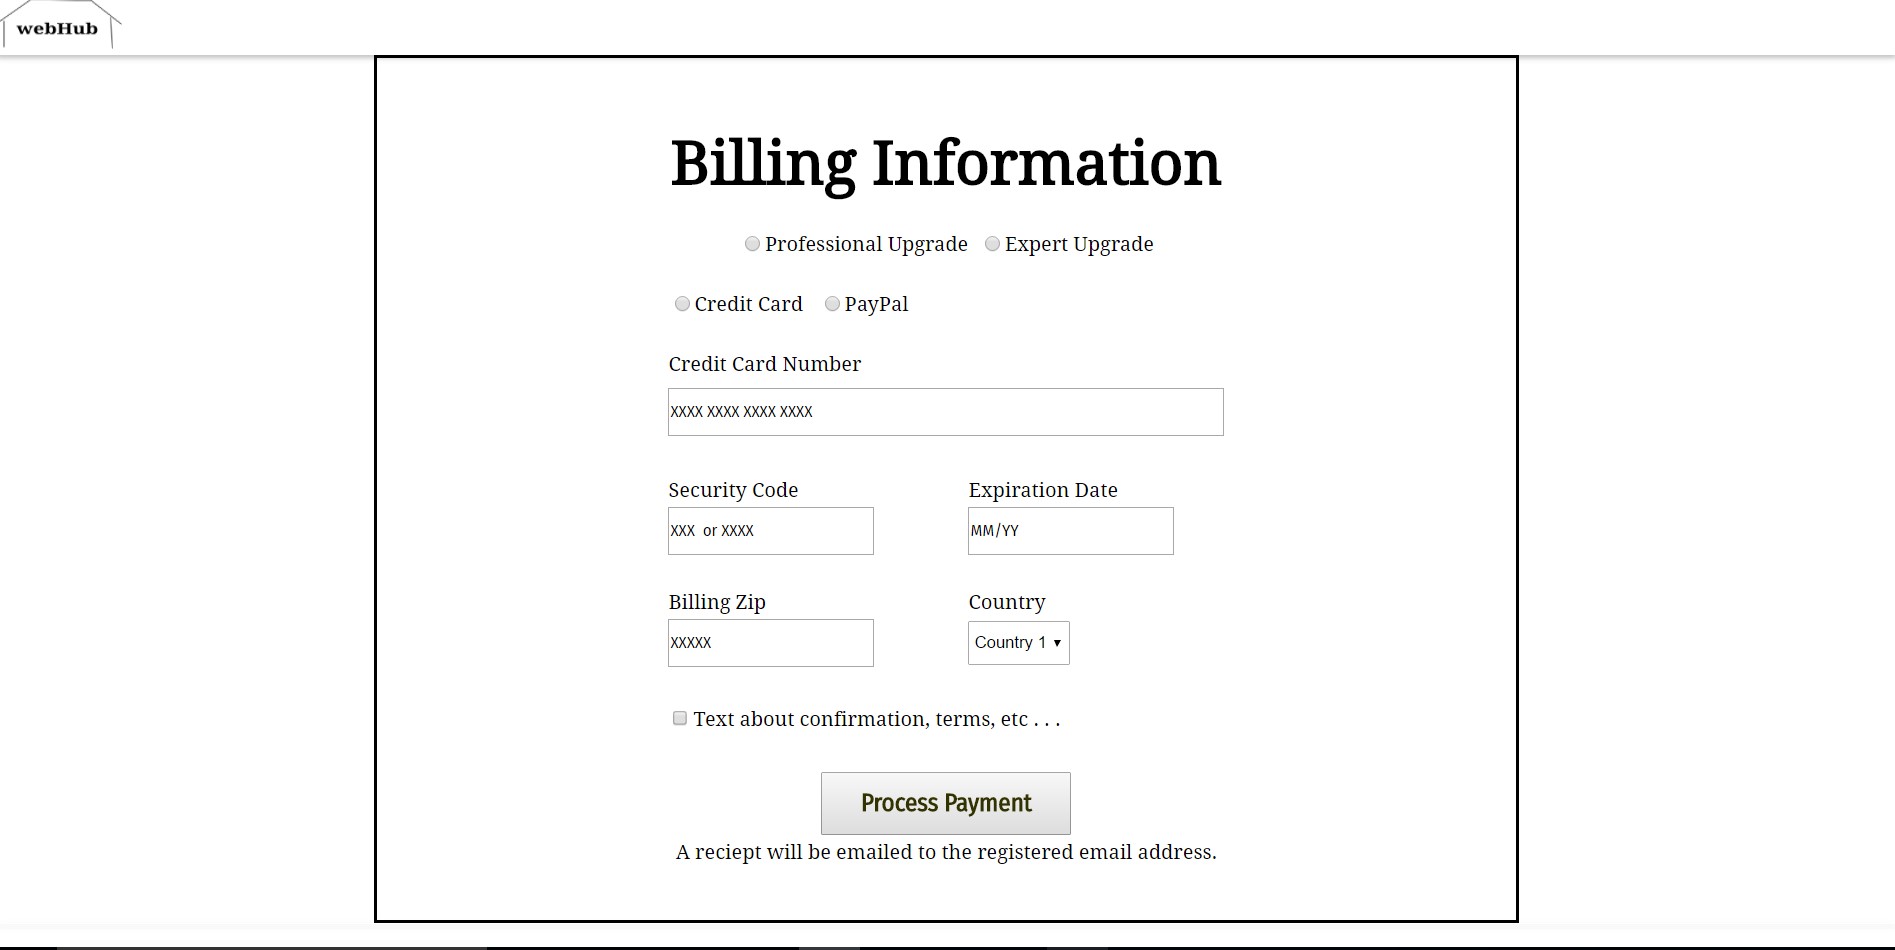 webHub
Billing Information
Professional Upgrade Expert Upgrade
Credit Card PayPal
Credit Card Number
XXXX XXXX XXXX XXXX
Security Code Expiration Date
XXX or XXXX MM/YY
Billing Zip Country
XXXXX Country 1
Text about confirmation, terms, etc . . .
Process Payment
A reciept will be emailed to the registered email address.